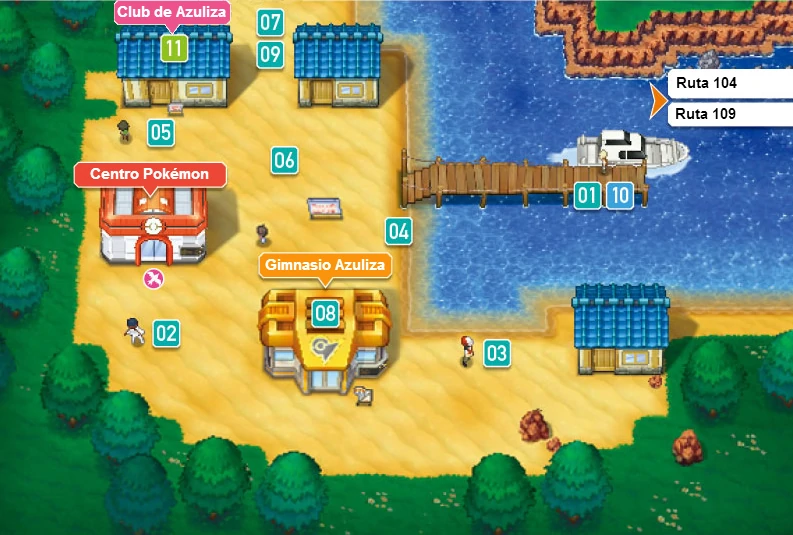 Club de Azuliza
11
07
09
Ruta 104
Ruta 109
05
06
Centro Pokémon
01 10
04
Gimnasio Azuliza
08
02
03